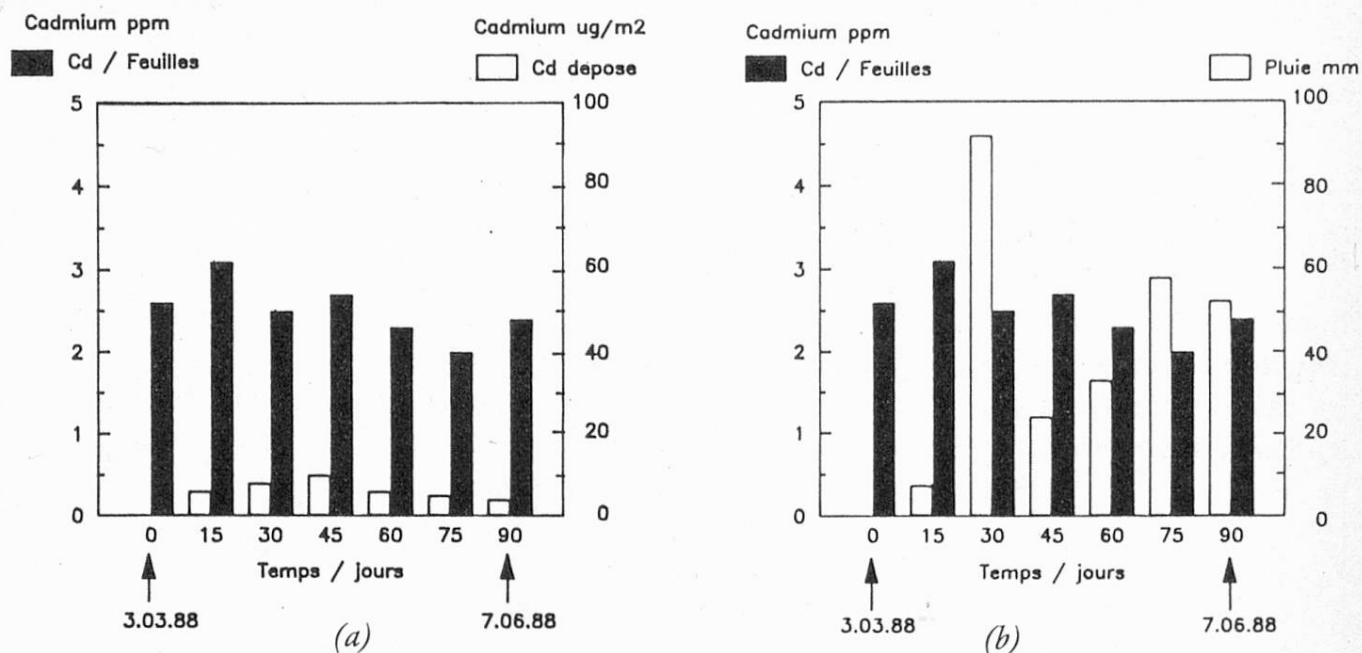 Cadmium ppm
Cd / Feuilles
Cadmium ug/m2
Cd depose
5
4
3
2
1
0
100
80
60
40
20
0
0 15 30 45 60 75 90
Temps / jours
3.03.88
7.06.88
(a)
Cadmium ppm
Cd / Feuilles
Pluie mm
5
4
3
2
1
0
100
80
60
40
20
0
0 15 30 45 60 75 90
Temps / jours
3.03.88
7.06.88
(b)